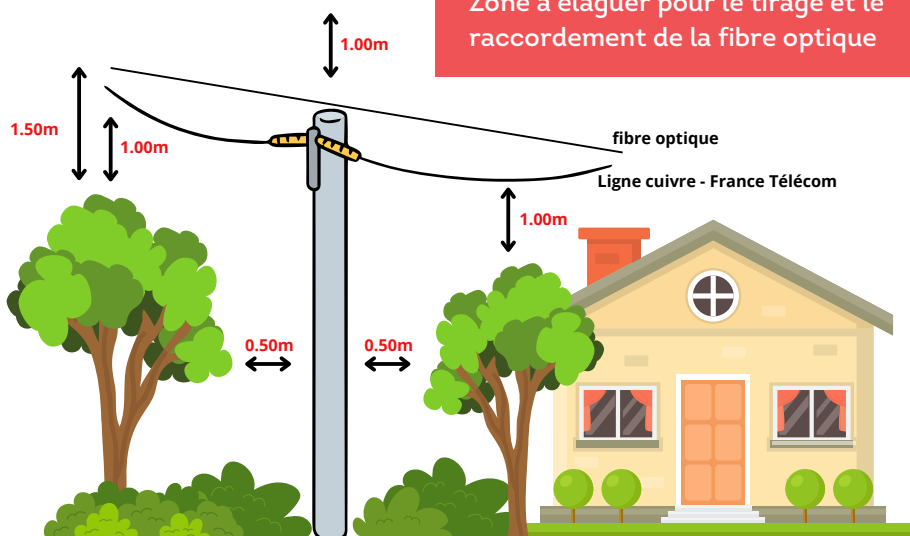 Zone à élaguer pour le tirage et le
raccordement de la fibre optique
1.00m
1.50m
1.00m
fibre optique
Ligne cuivre - France Télécom
1.00m
0.50m
0.50m